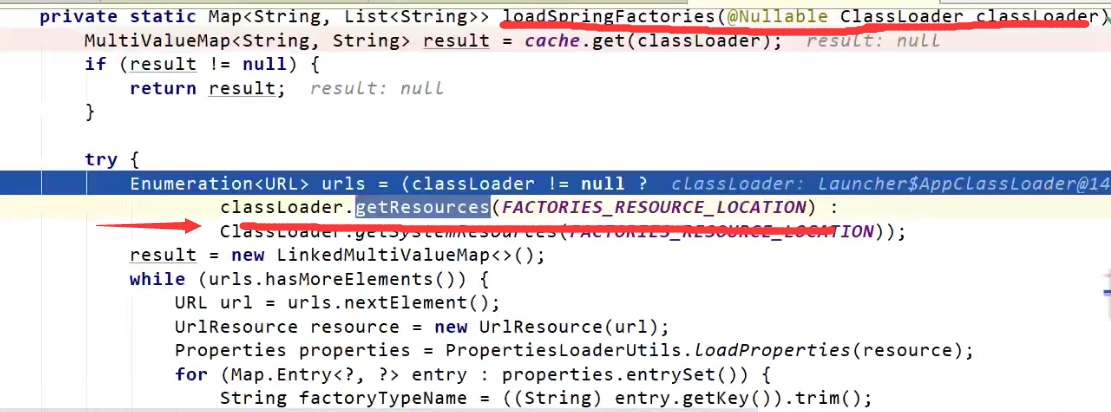 private static Map<String, List<String>> loadSpringFactories(@Nullable ClassLoader classLoader)
MultiValueMap<String, String> result = cache.get(classLoader); result: null
if (result != null) {
return result; result: null
}
try {
Enumeration<URL> urls = (classLoader != null ? classLoader: Launcher$AppClassLoader@14
classLoader.getResources(FACTORIES_RESOURCE_LOCATION) :
ClassLoader.getSystemResources(FACTORIES_RESOURCE_LOCATION));
result = new LinkedMultiValueMap<>();
while (urls.hasMoreElements()) {
URL url = urls.nextElement();
UrlResource resource = new UrlResource(url);
Properties properties = PropertiesLoaderUtils.loadProperties(resource);
for (Map.Entry<?, ?> entry : properties.entrySet()) {
String factoryTypeName = ((String) entry.getKey()).trim();